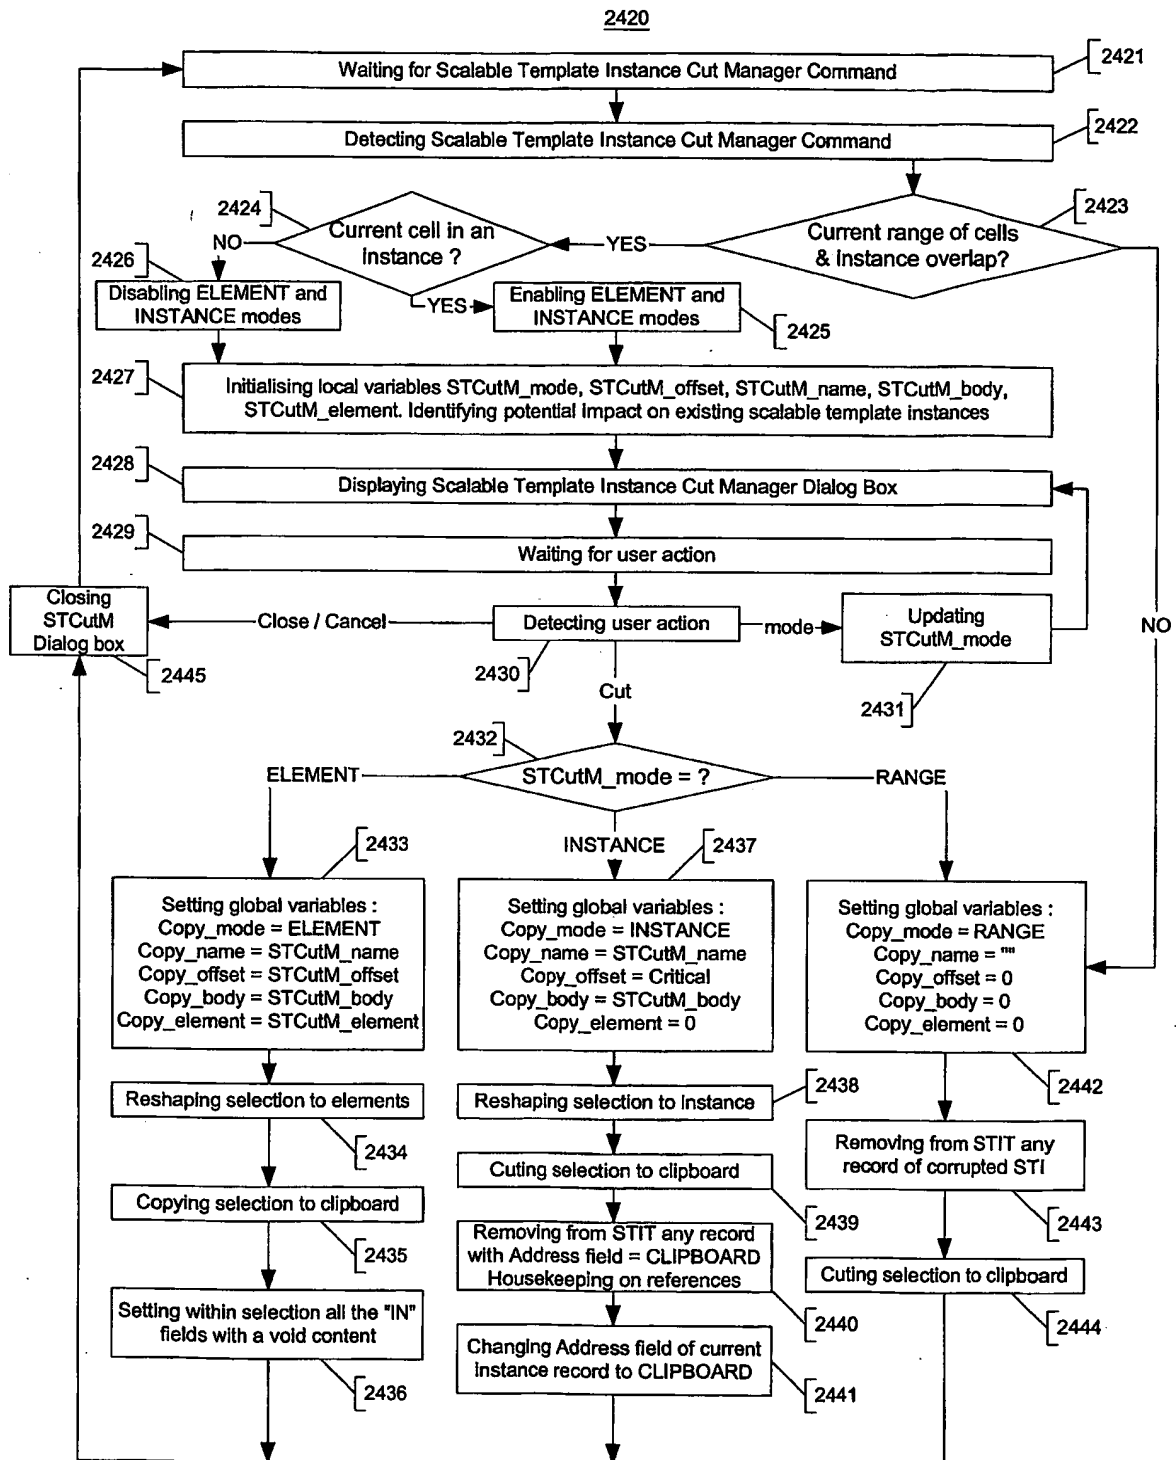 2420
2421
Waiting for Scalable Template Instance Cut Manager Command
2422
Detecting Scalable Template Instance Cut Manager Command
2424
2423
Current cell in an
Instance ?
Current range of cells
& Instance overlap?
NO
YES
2426
Disabling ELEMENT and
INSTANCE modes
YES
Enabling ELEMENT and
INSTANCE modes
2425
2427
Initialising local variables STCutM_mode, STCutM_offset, STCutM_name, STCutM_body,
STCutM_element. Identifying potential impact on existing scalable template instances
2428
Displaying Scalable Template Instance Cut Manager Dialog Box
2429
Waiting for user action
Closing
STCutM
Dialog box
Close / Cancel
Detecting user action
mode
Updating
STCutM_mode
NO
2445
2430
2431
Cut
2432
STCutM_mode = ?
ELEMENT
RANGE
INSTANCE
2433
2437
Setting global variables :
Copy_mode = ELEMENT
Copy_name = STCutM_name
Copy_offset = STCutM_offset
Copy_body = STCutM_body
Copy_element = STCutM_element
Setting global variables :
Copy_mode = INSTANCE
Copy_name = STCutM_name
Copy_offset = Critical
Copy_body = STCutM_body
Copy_element = 0
Setting global variables :
Copy_mode = RANGE
Copy_name = ""
Copy_offset = 0
Copy_body = 0
Copy_element = 0
2442
Reshaping selection to elements
2434
Reshaping selection to Instance
2438
Removing from STIT any
record of corrupted STI
2443
Copying selection to clipboard
2435
Cuting selection to clipboard
2439
Removing from STIT any record
with Address field = CLIPBOARD
Housekeeping on references
2440
Cuting selection to clipboard
2444
Setting within selection all the "IN"
fields with a void content
2436
Changing Address field of current
instance record to CLIPBOARD
2441